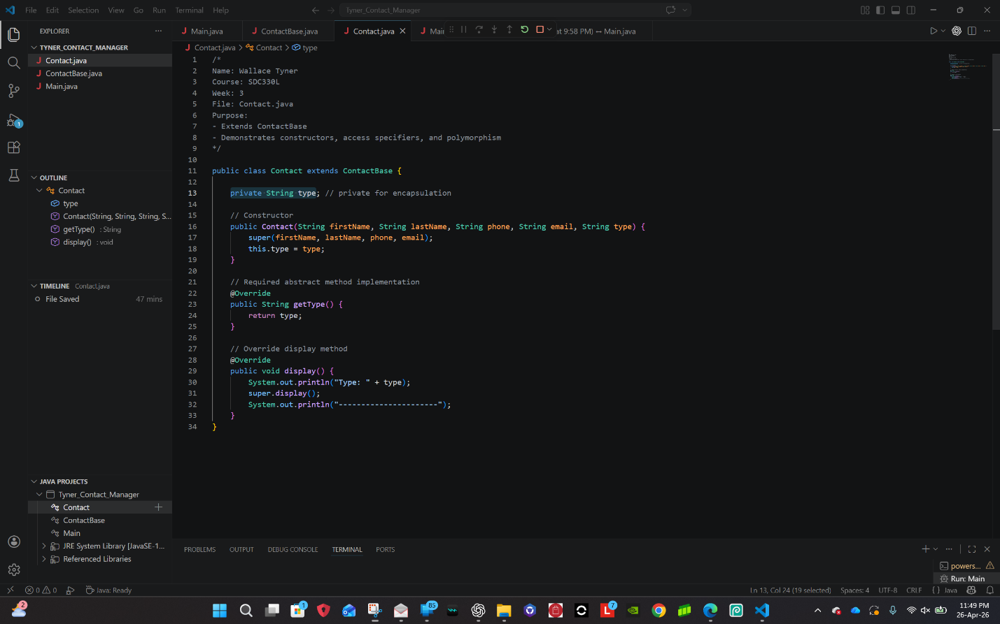 File Edit Selection View Go Run Terminal Help
Tyner_Contact_Manager
EXPLORER
TYNER_CONTACT_MANAGER
Contact.java
ContactBase.java
Main.java
OUTLINE
Contact
type
Contact(String, String, String, S...
getType() : String
display() : void
TIMELINE Contact.java
File Saved 47 mins
JAVA PROJECTS
Tyner_Contact_Manager
Contact
ContactBase
Main
JRE System Library [JavaSE-1...
Referenced Libraries
Main.java
ContactBase.java
Contact.java
Mai
at 9:58 PM) ↔ Main.java
Contact.java > Contact > type
1 /*
2 Name: Wallace Tyner
3 Course: SDC330L
4 Week: 3
5 File: Contact.java
6 Purpose:
7 - Extends ContactBase
8 - Demonstrates constructors, access specifiers, and polymorphism
9 */
10
11 public class Contact extends ContactBase {
12
13 private String type; // private for encapsulation
14
15 // Constructor
16 public Contact(String firstName, String lastName, String phone, String email, String type) {
17 super(firstName, lastName, phone, email);
18 this.type = type;
19 }
20
21 // Required abstract method implementation
22 @Override
23 public String getType() {
24 return type;
25 }
26
27 // Override display method
28 @Override
29 public void display() {
30 System.out.println("Type: " + type);
31 super.display();
32 System.out.println("----------------------");
33 }
34 }
PROBLEMS OUTPUT DEBUG CONSOLE TERMINAL PORTS
powers...
Run: Main
0 0 Java: Ready
Ln 13, Col 24 (19 selected) Spaces: 4 UTF-8 CRLF { } Java
1
2
1
85
7
11:49 PM
26-Apr-26